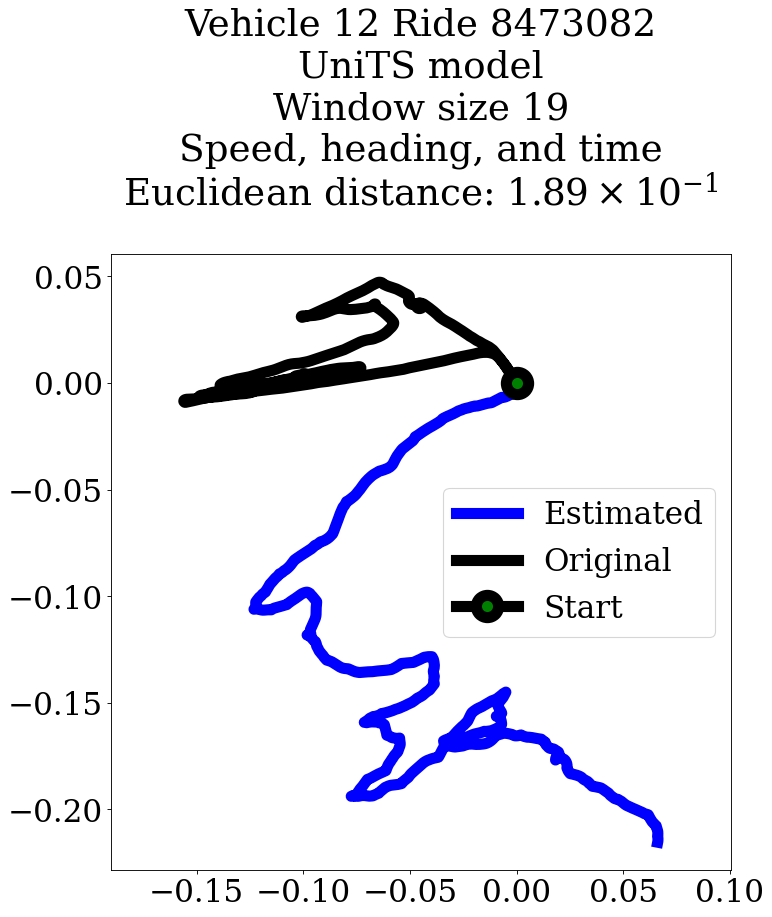 Vehicle 12 Ride 8473082
UniTS model
Window size 19
Speed, heading, and time
Euclidean distance: 1.89 × 10⁻¹
0.05
0.00
−0.05
−0.10
−0.15
−0.20
Estimated
Original
Start
−0.15 −0.10 −0.05 0.00 0.05 0.10